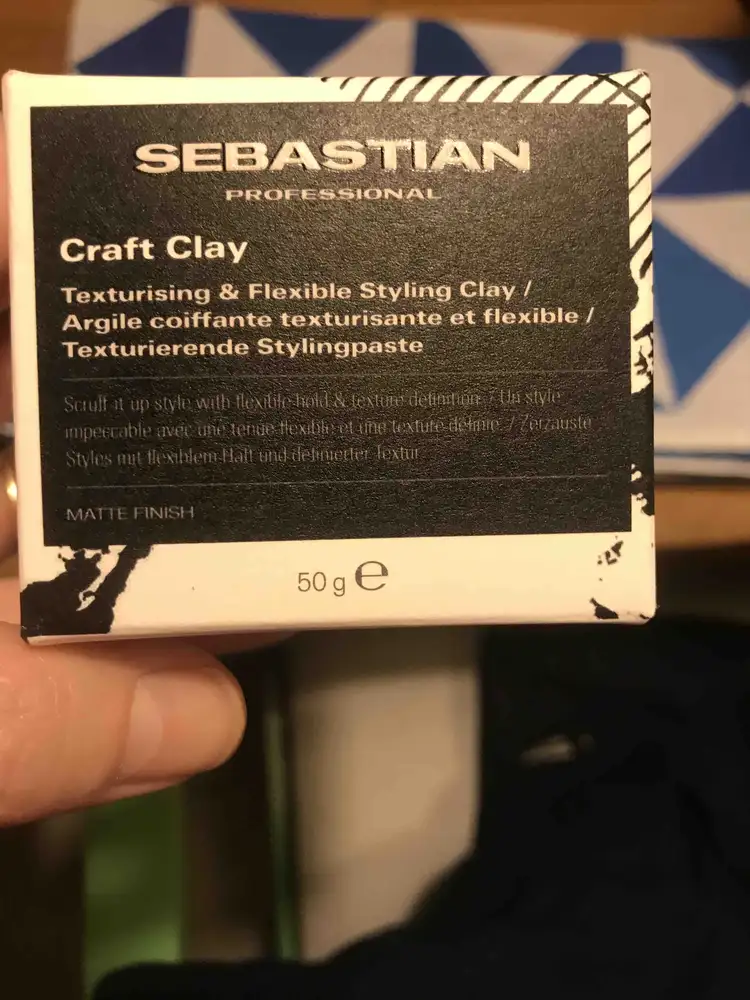 SEBASTIAN
PROFESSIONAL
Craft Clay
Texturising & Flexible Styling Clay /
Argile coiffante texturisante et flexible /
Texturierende Stylingpaste
Scruff it up style with flexible hold & texture definition. / Un style
impeccable avec une tenue flexible et une texture définie. / Zerzauste
Styles mit flexiblem Halt und definierter Textur
MATTE FINISH
50 g e